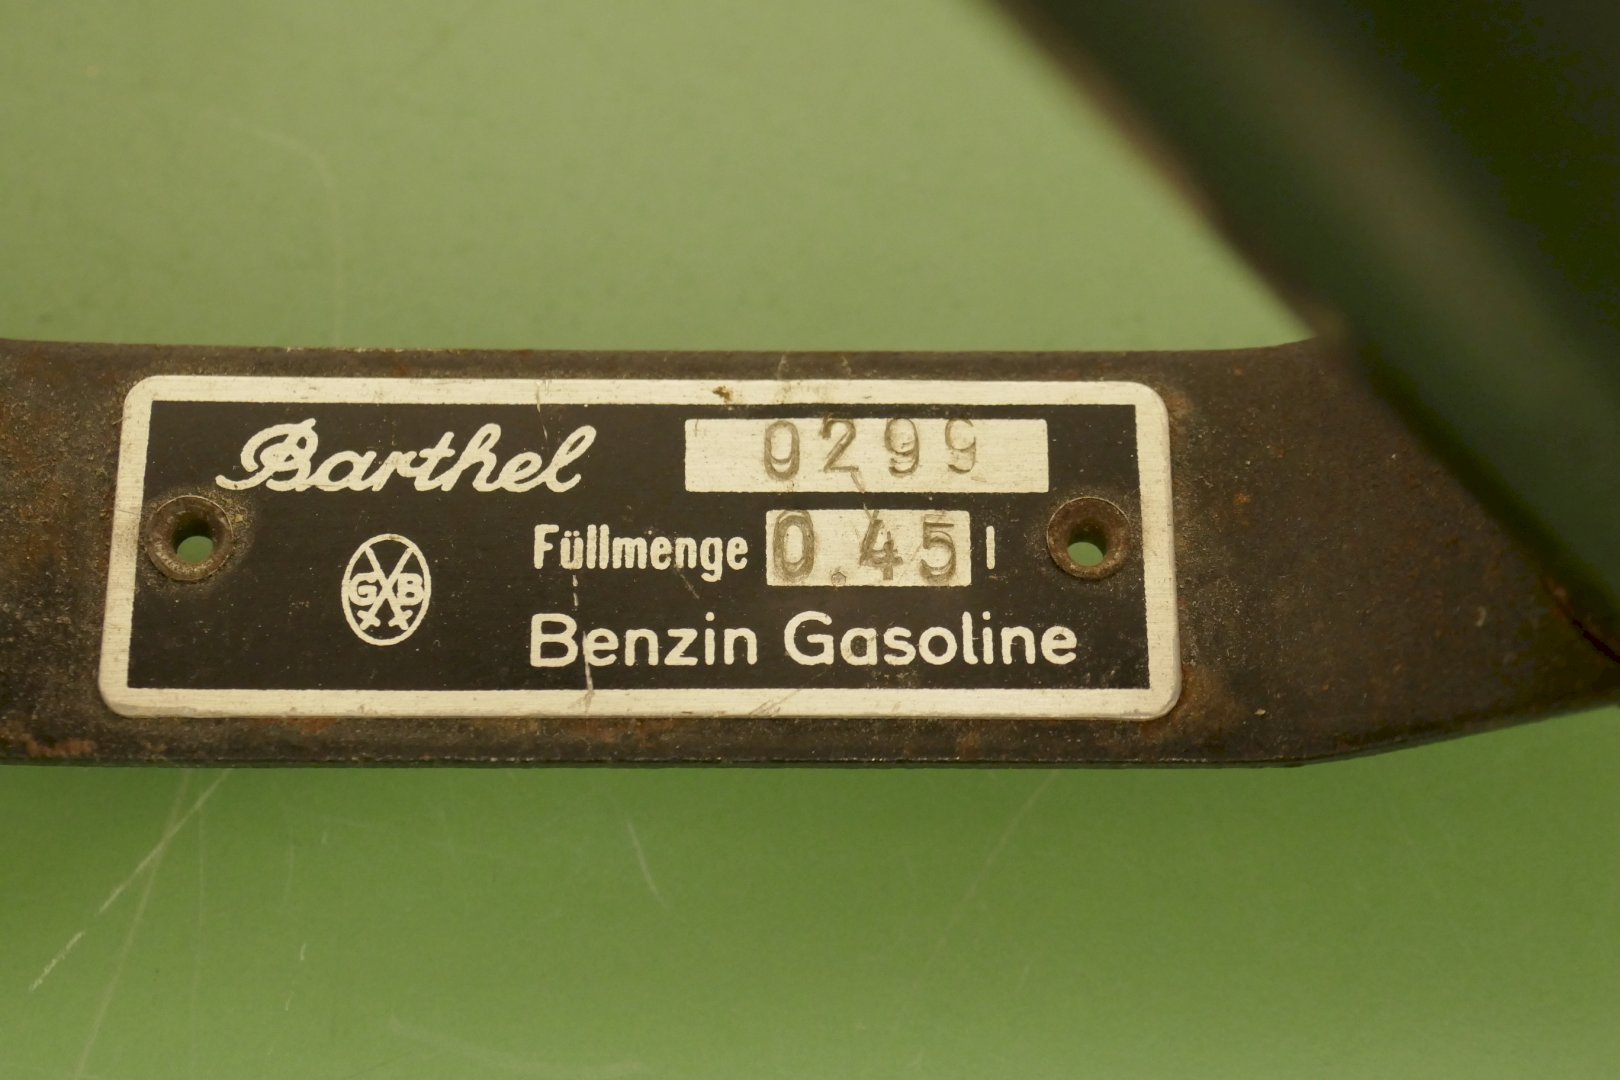 Barthel 0299
Füllmenge 0.45 l
GB
Benzin Gasoline